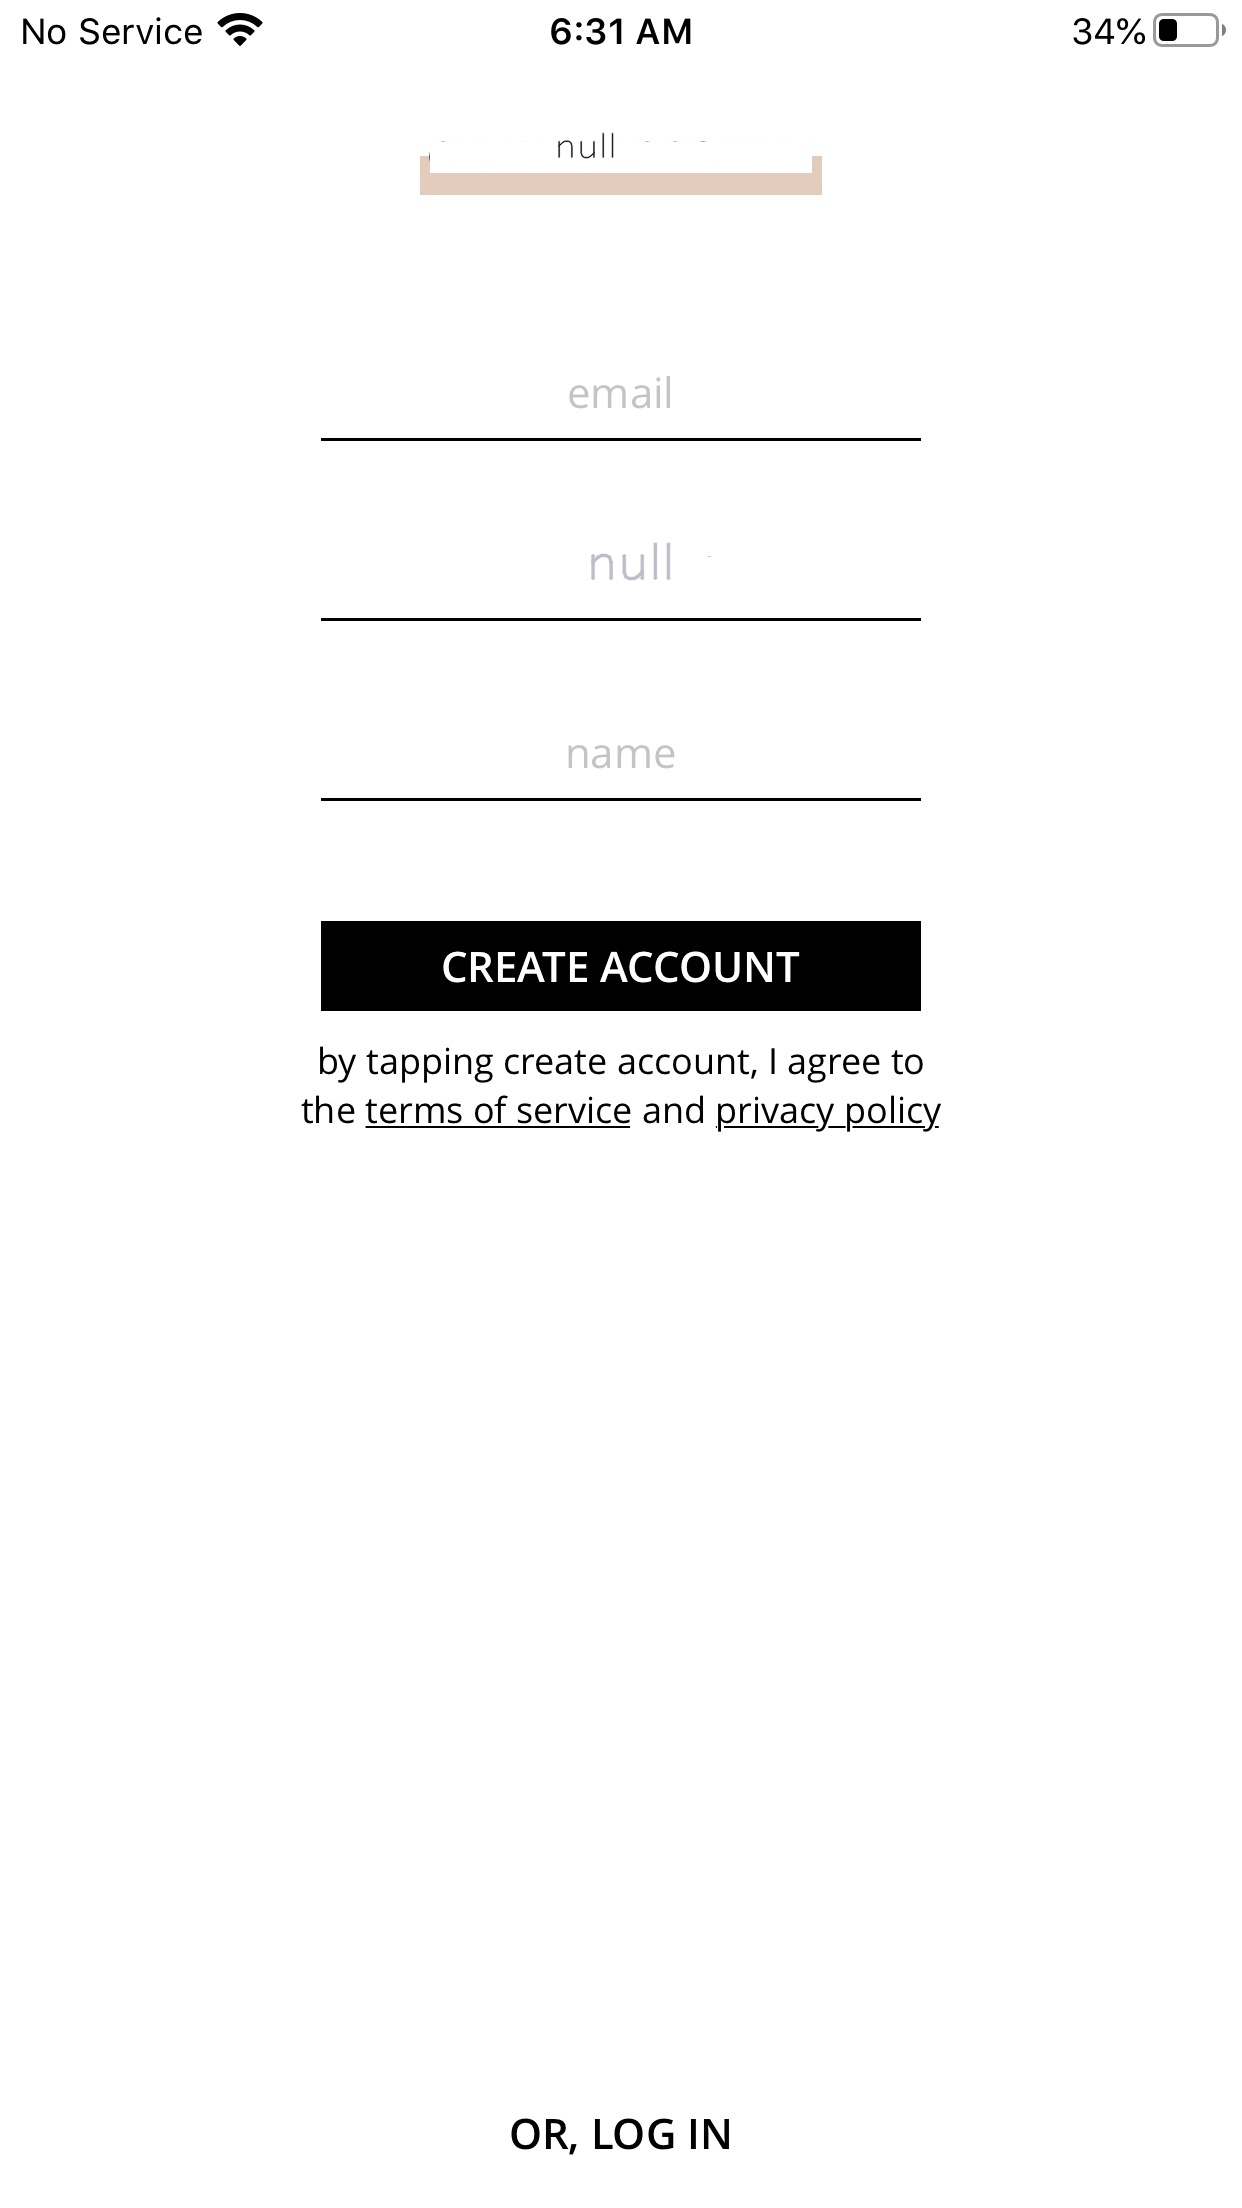 No Service 6:31 AM 34%
null
email
null
name
CREATE ACCOUNT
by tapping create account, I agree to
the terms of service and privacy policy
OR, LOG IN